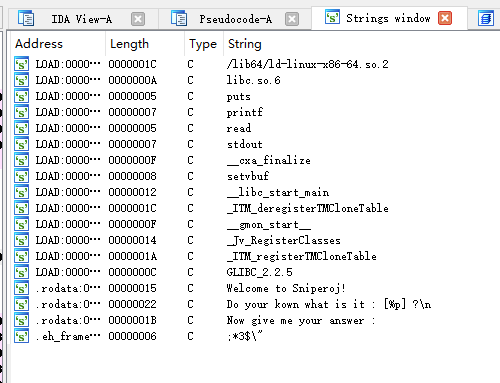 IDA View-A Pseudocode-A Strings window
Address Length Type String
LOAD:0000… 0000001C C /lib64/ld-linux-x86-64.so.2
LOAD:0000… 0000000A C libc.so.6
LOAD:0000… 00000005 C puts
LOAD:0000… 00000007 C printf
LOAD:0000… 00000005 C read
LOAD:0000… 00000007 C stdout
LOAD:0000… 0000000F C __cxa_finalize
LOAD:0000… 00000008 C setvbuf
LOAD:0000… 00000012 C __libc_start_main
LOAD:0000… 0000001C C _ITM_deregisterTMCloneTable
LOAD:0000… 0000000F C __gmon_start__
LOAD:0000… 00000014 C _Jv_RegisterClasses
LOAD:0000… 0000001A C _ITM_registerTMCloneTable
LOAD:0000… 0000000C C GLIBC_2.2.5
.rodata:0… 00000015 C Welcome to Sniperoj!
.rodata:0… 00000022 C Do your kown what is it : [%p] ?\n
.rodata:0… 0000001B C Now give me your answer :
.eh_frame… 00000006 C ;*3$\"